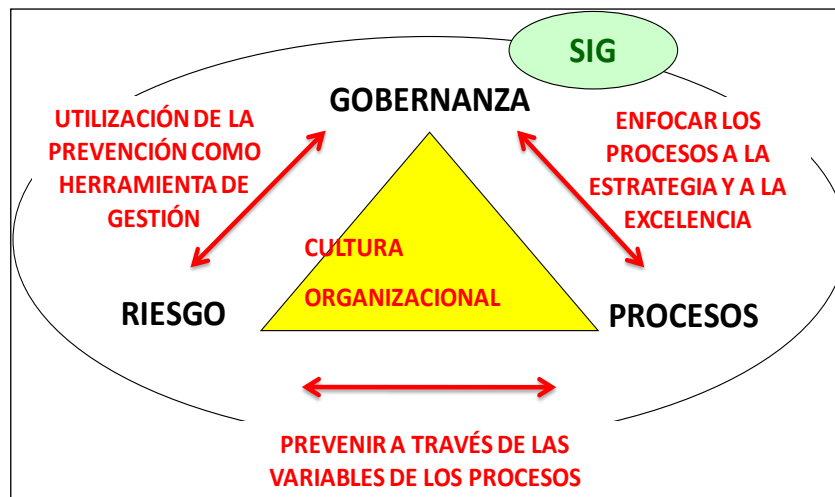 SIG
GOBERNANZA
UTILIZACIÓN DE LA
PREVENCIÓN COMO
HERRAMIENTA DE
GESTIÓN
ENFOCAR LOS
PROCESOS A LA
ESTRATEGIA Y A LA
EXCELENCIA
CULTURA
ORGANIZACIONAL
RIESGO
PROCESOS
PREVENIR A TRAVÉS DE LAS
VARIABLES DE LOS PROCESOS